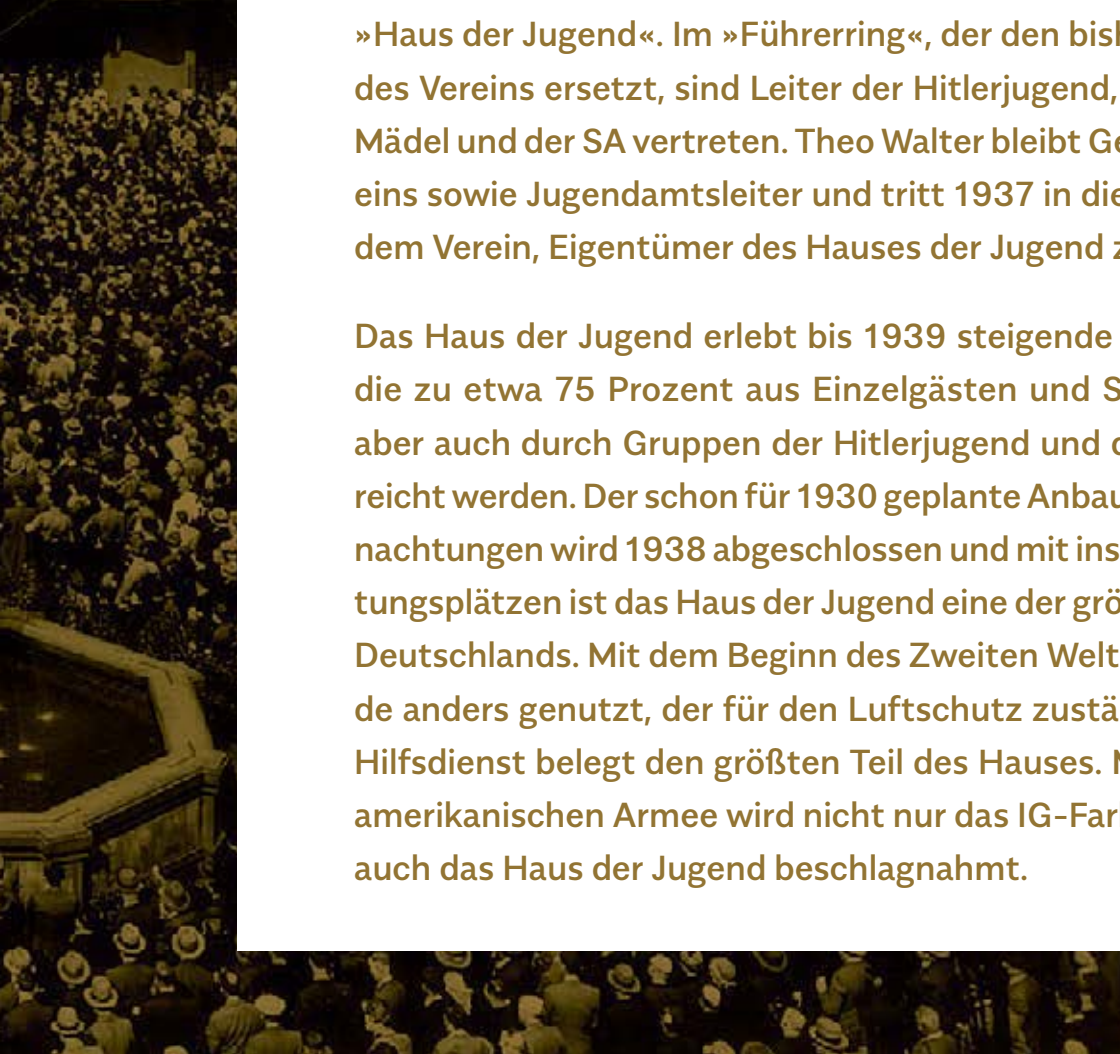 »Haus der Jugend«. Im »Führerring«, der den bis
des Vereins ersetzt, sind Leiter der Hitlerjugend,
Mädel und der SA vertreten. Theo Walter bleibt Ge
eins sowie Jugendamtsleiter und tritt 1937 in die
dem Verein, Eigentümer des Hauses der Jugend z
Das Haus der Jugend erlebt bis 1939 steigende
die zu etwa 75 Prozent aus Einzelgästen und S
aber auch durch Gruppen der Hitlerjugend und
reicht werden. Der schon für 1930 geplante Anbau
nachtungen wird 1938 abgeschlossen und mit ins
tungsplätzen ist das Haus der Jugend eine der grö
Deutschlands. Mit dem Beginn des Zweiten Welt
de anders genutzt, der für den Luftschutz zustä
Hilfsdienst belegt den größten Teil des Hauses.
amerikanischen Armee wird nicht nur das IG-Far
auch das Haus der Jugend beschlagnahmt.